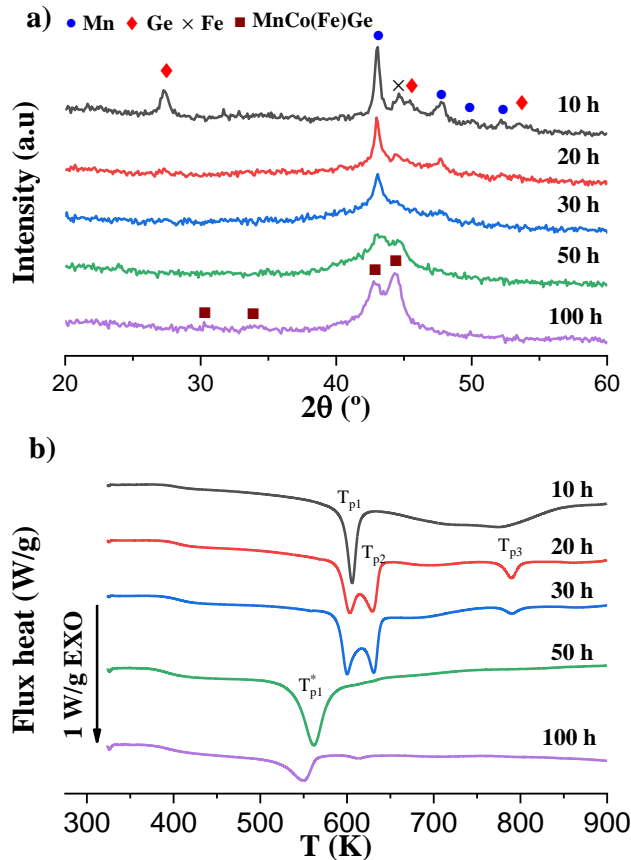 a)
● Mn ♦ Ge × Fe ■ MnCo(Fe)Ge
Intensity (a.u)
10 h
20 h
30 h
50 h
100 h
20 30 40 50 60
2θ (º)
b)
Flux heat (W/g)
1 W/g EXO
T_p1
10 h
T_p2
T_p3
20 h
30 h
T*_p1
50 h
100 h
300 400 500 600 700 800 900
T (K)